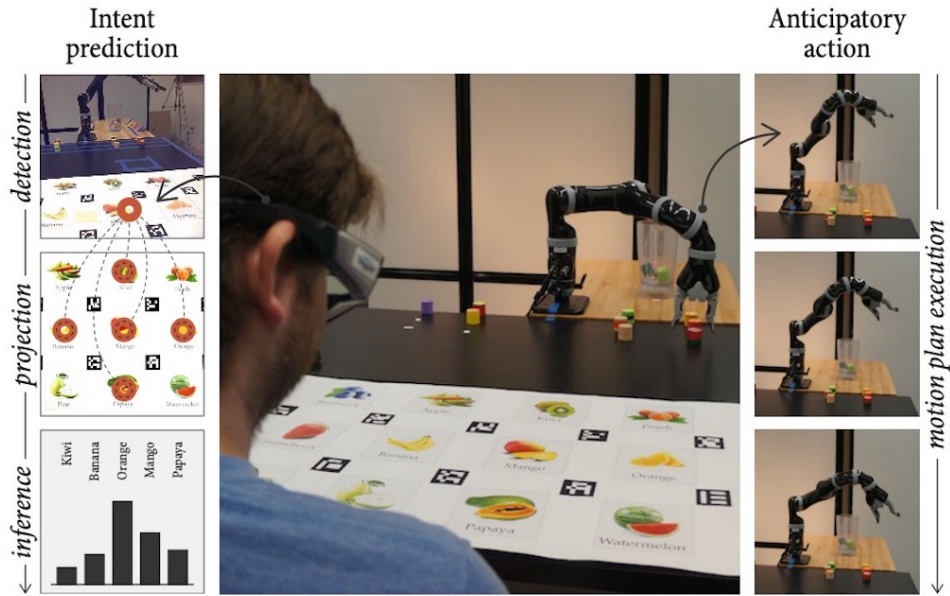 Intent
prediction
Anticipatory
action
detection
projection
inference
Apple
Kiwi
Peach
Banana
Mango
Orange
Pear
Papaya
Watermelon
Kiwi
Banana
Orange
Mango
Papaya
Blueberry
Apple
Kiwi
Peach
Strawberry
Banana
Mango
Orange
Papaya
Watermelon
motion plan execution